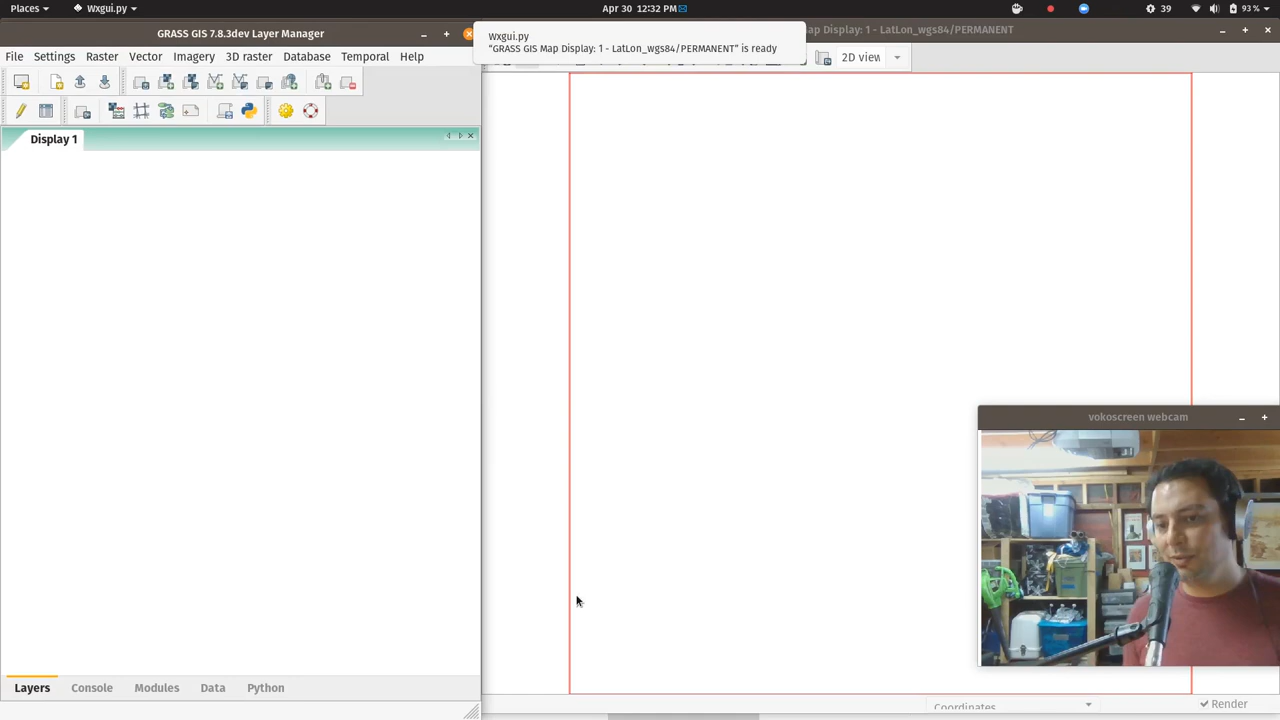 Places
Wxgui.py
Apr 30 12:32 PM
39
93 %
GRASS GIS 7.8.3dev Layer Manager
Wxgui.py
"GRASS GIS Map Display: 1 - LatLon_wgs84/PERMANENT" is ready
ap Display: 1 - LatLon_wgs84/PERMANENT
File Settings Raster Vector Imagery 3D raster Database Temporal Help
2D view
Display 1
vokoscreen webcam
Layers Console Modules Data Python
Coordinates
Render